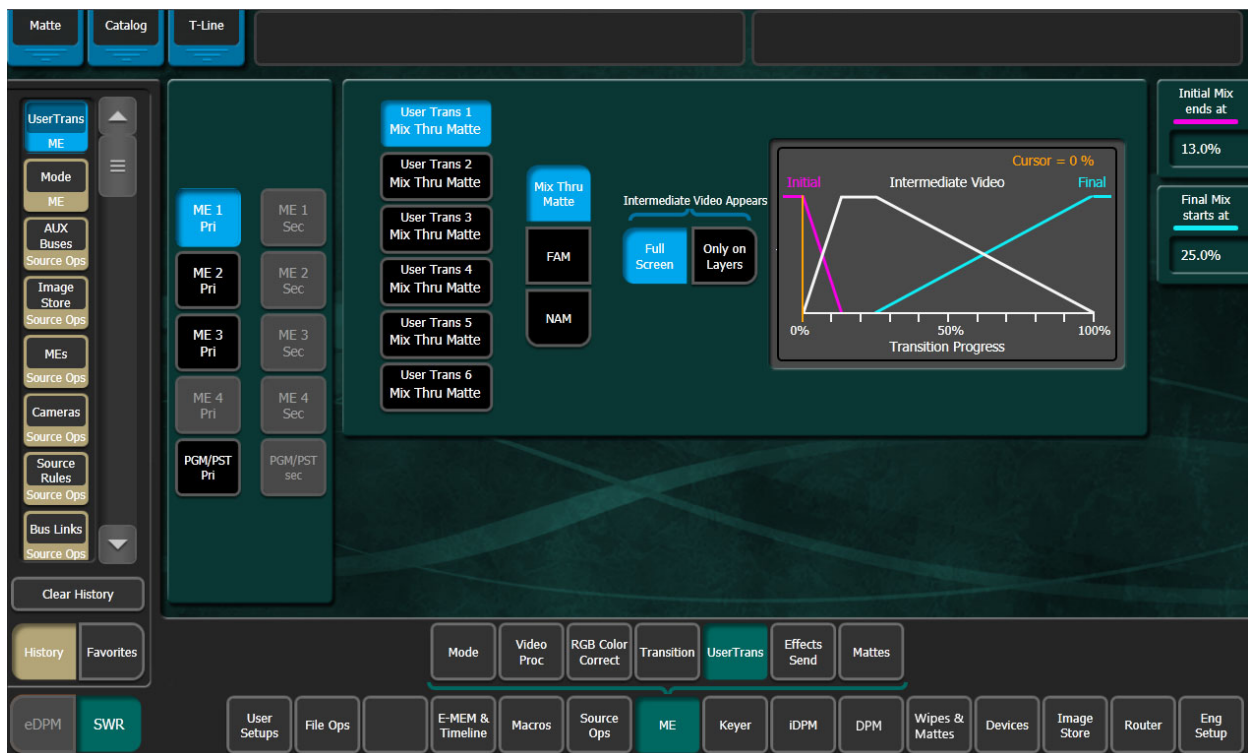 Matte
Catalog
T-Line
UserTrans
ME
Mode
ME
AUX
Buses
Source Ops
Image
Store
Source Ops
MEs
Source Ops
Cameras
Source Ops
Source
Rules
Source Ops
Bus Links
Source Ops
Clear History
History
Favorites
eDPM
SWR
ME 1
Pri
ME 1
Sec
ME 2
Pri
ME 2
Sec
ME 3
Pri
ME 3
Sec
ME 4
Pri
ME 4
Sec
PGM/PST
Pri
PGM/PST
sec
User Trans 1
Mix Thru Matte
User Trans 2
Mix Thru Matte
User Trans 3
Mix Thru Matte
User Trans 4
Mix Thru Matte
User Trans 5
Mix Thru Matte
User Trans 6
Mix Thru Matte
Mix Thru
Matte
FAM
NAM
Intermediate Video Appears
Full
Screen
Only on
Layers
Cursor = 0 %
Initial
Intermediate Video
Final
0%
50%
100%
Transition Progress
Initial Mix
ends at
13.0%
Final Mix
starts at
25.0%
Mode
Video
Proc
RGB Color
Correct
Transition
UserTrans
Effects
Send
Mattes
User
Setups
File Ops
E-MEM &
Timeline
Macros
Source
Ops
ME
Keyer
iDPM
DPM
Wipes &
Mattes
Devices
Image
Store
Router
Eng
Setup